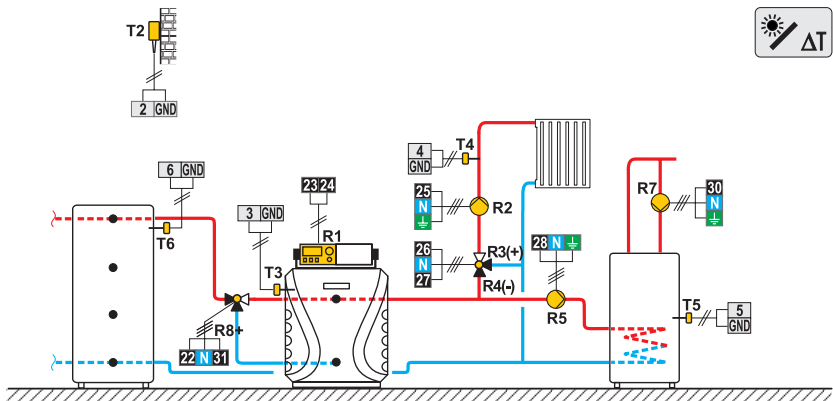 T2
2 GND
ΔT
6 GND
T6
3 GND
T3
23 24
R1
R8+
22 N 31
4
GND
T4
25
N
R2
26
N
27
R3(+)
R4(-)
28 N
R5
R7
30
N
T5
5
GND